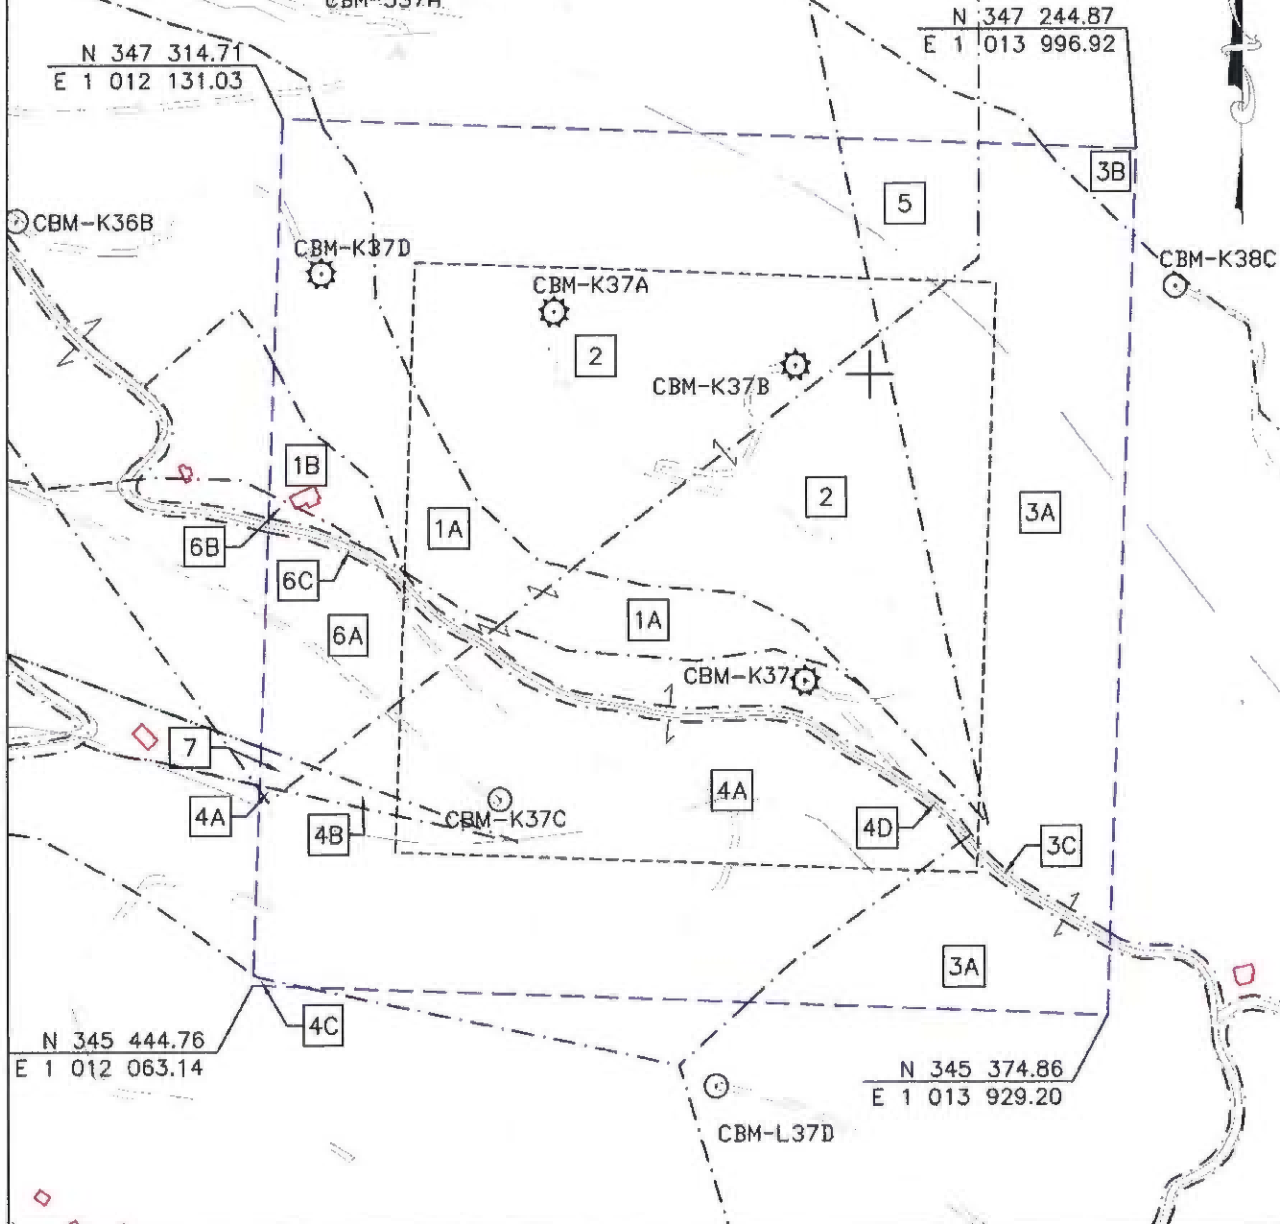 CBM-J37A
N 347 244.87
E 1 013 996.92
N 347 314.71
E 1 012 131.03
3B
5
CBM-K36B
CBM-K37D
CBM-K38C
CBM-K37A
2
CBM-K37B
1B
2
3A
1A
6B
6C
1A
6A
CBM-K37
7
4A
4A
CBM-K37C
4B
4D
3C
3A
4C
N 345 444.76
E 1 012 063.14
N 345 374.86
E 1 013 929.20
CBM-L37D